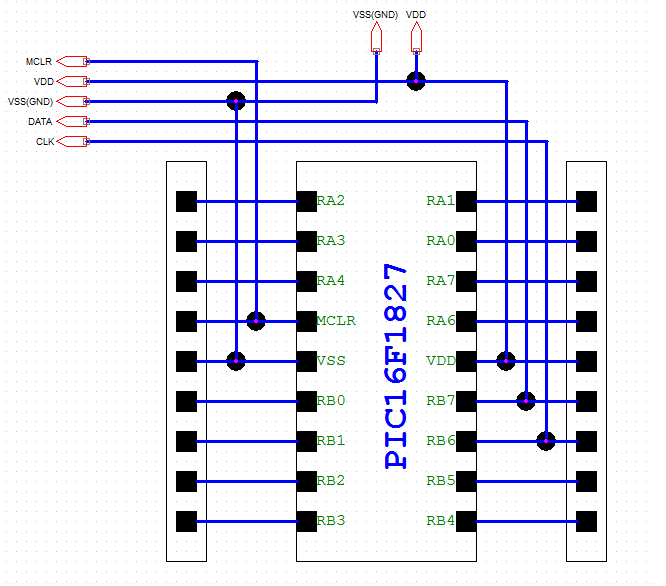 VSS(GND) VDD
MCLR
VDD
VSS(GND)
DATA
CLK
RA2 RA1
RA3 RA0
RA4 RA7
MCLR RA6
VSS VDD
RB0 RB7
RB1 RB6
RB2 RB5
RB3 RB4
PIC16F1827